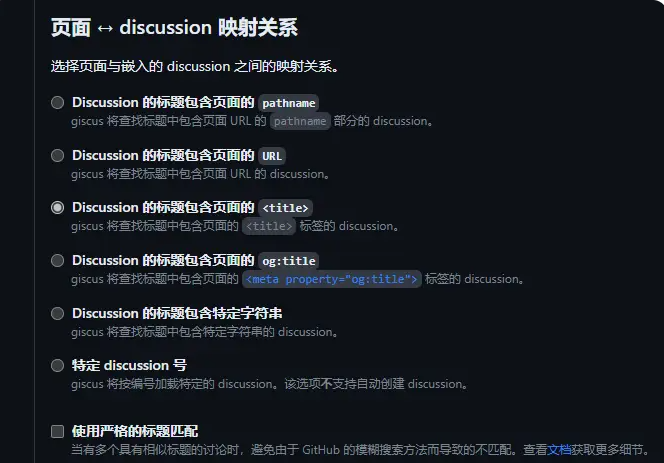 页面 ↔ discussion 映射关系
选择页面与嵌入的 discussion 之间的映射关系。
Discussion 的标题包含页面的 pathname
giscus 将查找标题中包含页面 URL 的 pathname 部分的 discussion。
Discussion 的标题包含页面的 URL
giscus 将查找标题中包含页面 URL 的 discussion。
Discussion 的标题包含页面的 <title>
giscus 将查找标题中包含页面的 <title> 标签的 discussion。
Discussion 的标题包含页面的 og:title
giscus 将查找标题中包含页面的 <meta property="og:title"> 标签的 discussion。
Discussion 的标题包含特定字符串
giscus 将查找标题中包含特定字符串的 discussion。
特定 discussion 号
giscus 将按编号加载特定的 discussion。该选项不支持自动创建 discussion。
使用严格的标题匹配
当有多个具有相似标题的讨论时，避免由于 GitHub 的模糊搜索方法而导致的不匹配。查看文档获取更多细节。